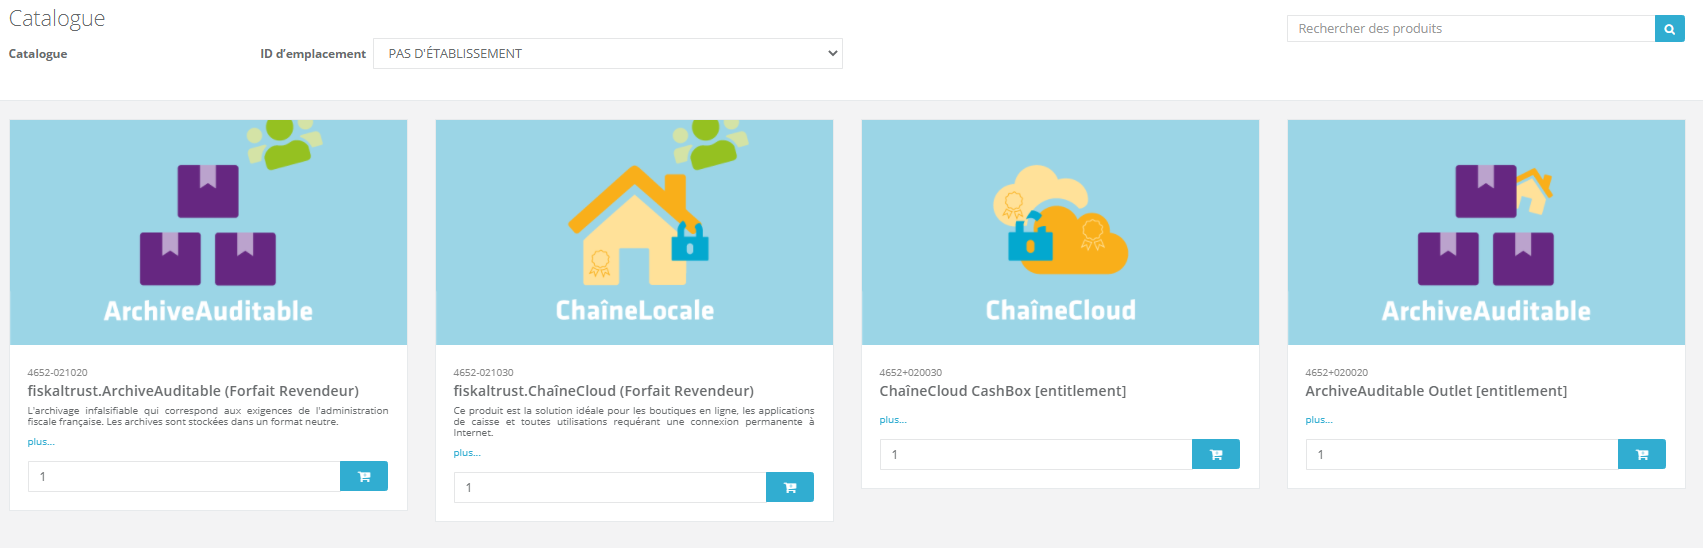 Catalogue
Rechercher des produits
Catalogue
ID d’emplacement
PAS D'ÉTABLISSEMENT
ArchiveAuditable
4652-021020
fiskaltrust.ArchiveAuditable (Forfait Revendeur)
L'archivage infalsifiable qui correspond aux exigences de l'administration
fiscale française. Les archives sont stockées dans un format neutre.
plus...
1
ChaîneLocale
4652-021030
fiskaltrust.ChaîneCloud (Forfait Revendeur)
Ce produit est la solution idéale pour les boutiques en ligne, les applications
de caisse et toutes utilisations requérant une connexion permanente à
Internet.
plus...
1
ChaîneCloud
4652+020030
ChaîneCloud CashBox [entitlement]
plus...
1
ArchiveAuditable
4652+020020
ArchiveAuditable Outlet [entitlement]
plus...
1